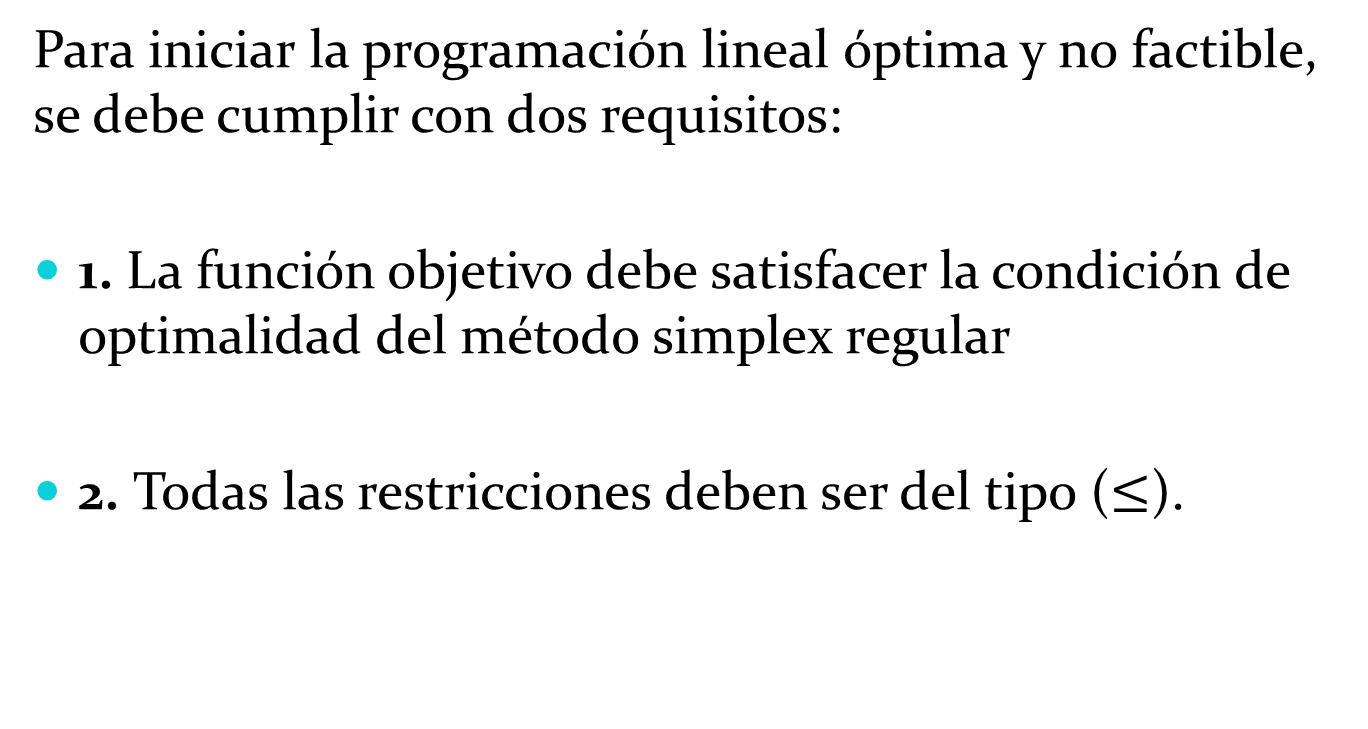 Para iniciar la programación lineal óptima y no factible,
se debe cumplir con dos requisitos:
• 1. La función objetivo debe satisfacer la condición de
optimalidad del método simplex regular
• 2. Todas las restricciones deben ser del tipo (≤).